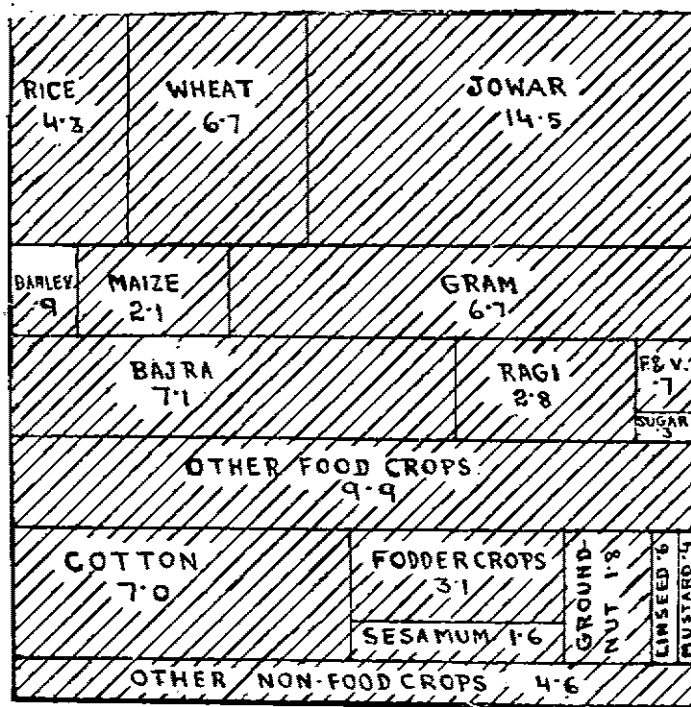 RICE
4·3
WHEAT
6·7
JOWAR
14·5
BARLEY
·9
MAIZE
2·1
GRAM
6·7
BAJRA
7·1
RAGI
2·8
F.& V.
·7
SUGAR
·3
OTHER FOOD CROPS.
9·9
COTTON
7·0
FODDER CROPS
3·1
SESAMUM 1·6
GROUND-
NUT 1·8
LINSEED ·6
MUSTARD ·4
OTHER NON-FOOD CROPS 4·6